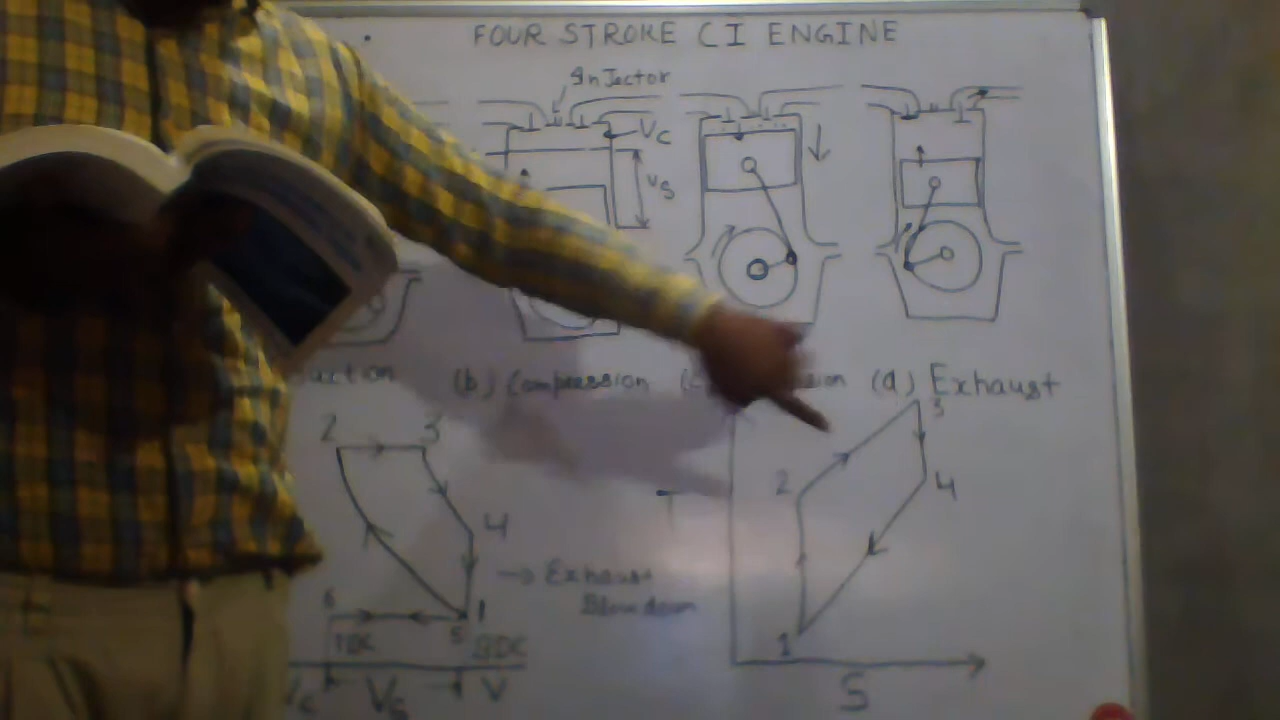 FOUR STROKE CI ENGINE
InJector
Vc
Vs
(b) Compression
(d) Exhaust
2 3
4
6
5 1
TDC BDC
→ Exhaust
Blowdown
Vc Vs V
T
3
2
4
1
S